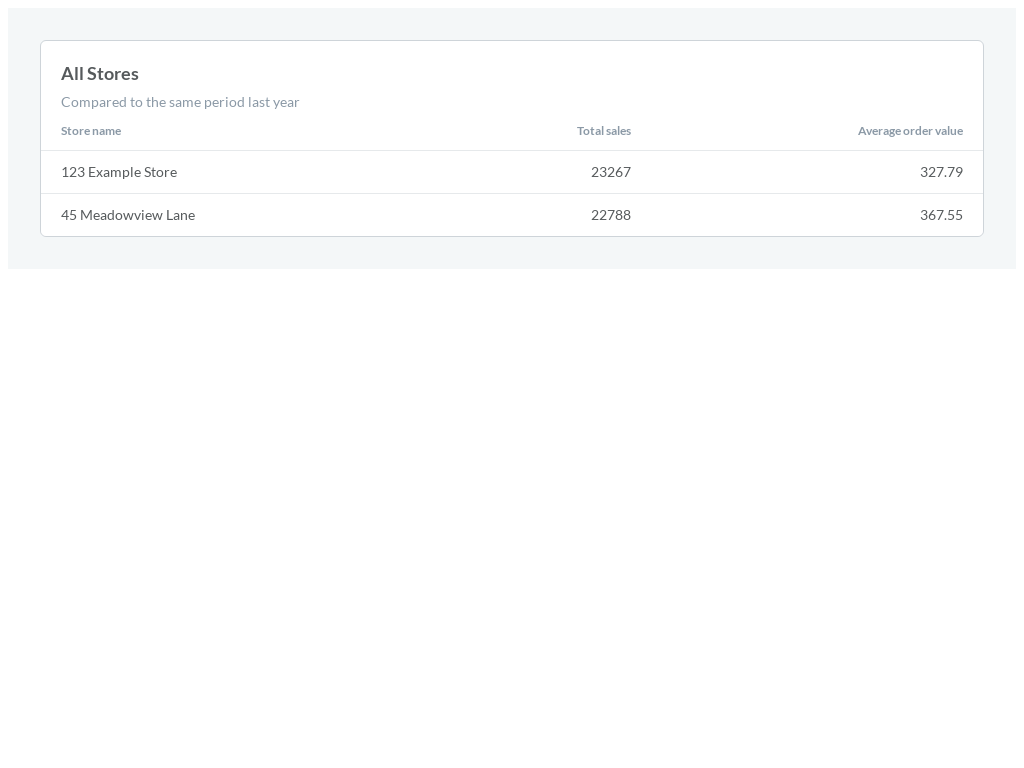 All Stores
Compared to the same period last year
Store name Total sales Average order value
123 Example Store 23267 327.79
45 Meadowview Lane 22788 367.55